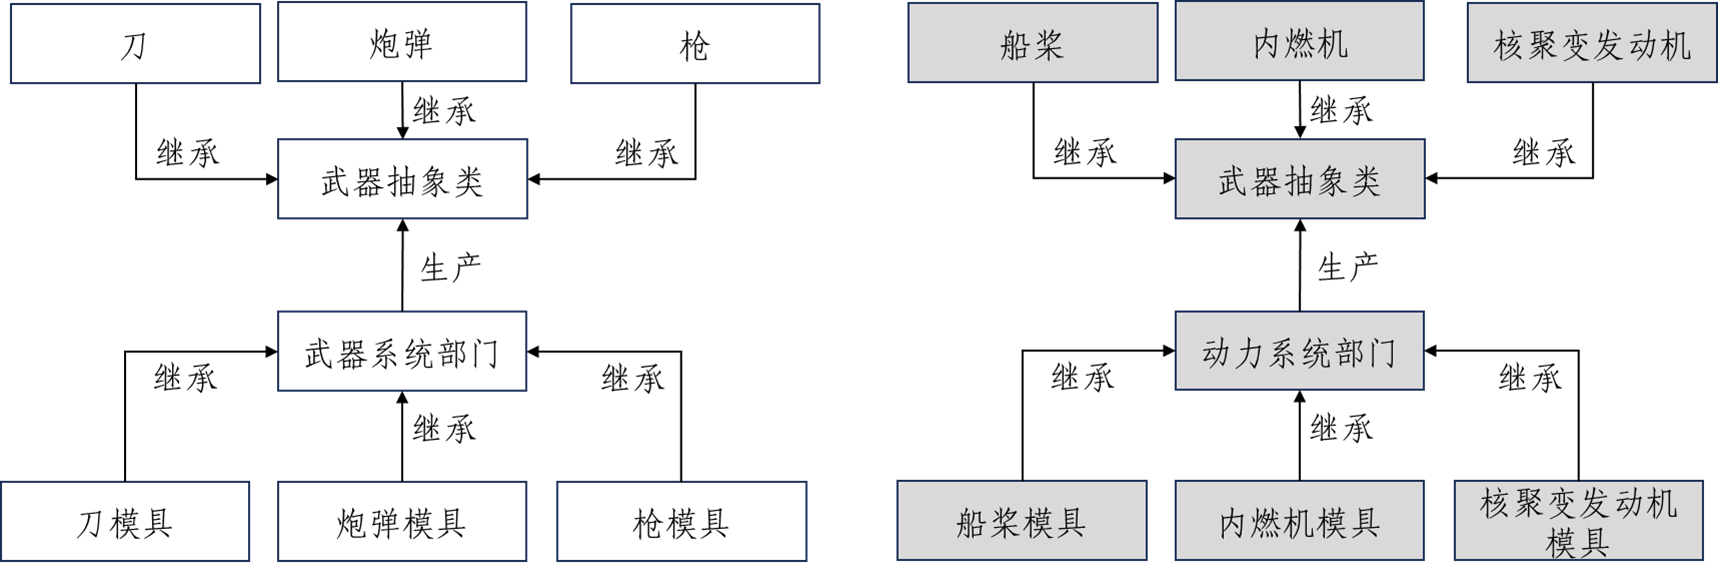 刀
炮弹
枪
继承
继承
继承
武器抽象类
生产
武器系统部门
继承
继承
继承
刀模具
炮弹模具
枪模具
船桨
内燃机
核聚变发动机
继承
继承
继承
武器抽象类
生产
动力系统部门
继承
继承
继承
船桨模具
内燃机模具
核聚变发动机
模具